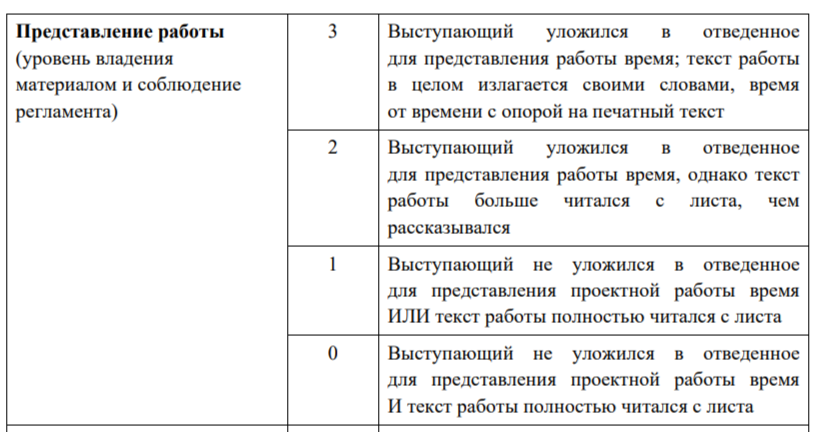 Представление работы
(уровень владения
материалом и соблюдение
регламента)
3
Выступающий уложился в отведенное
для представления работы время; текст работы
в целом излагается своими словами, время
от времени с опорой на печатный текст
2
Выступающий уложился в отведенное
для представления работы время, однако текст
работы больше читался с листа, чем
рассказывался
1
Выступающий не уложился в отведенное
для представления проектной работы время
ИЛИ текст работы полностью читался с листа
0
Выступающий не уложился в отведенное
для представления проектной работы время
И текст работы полностью читался с листа